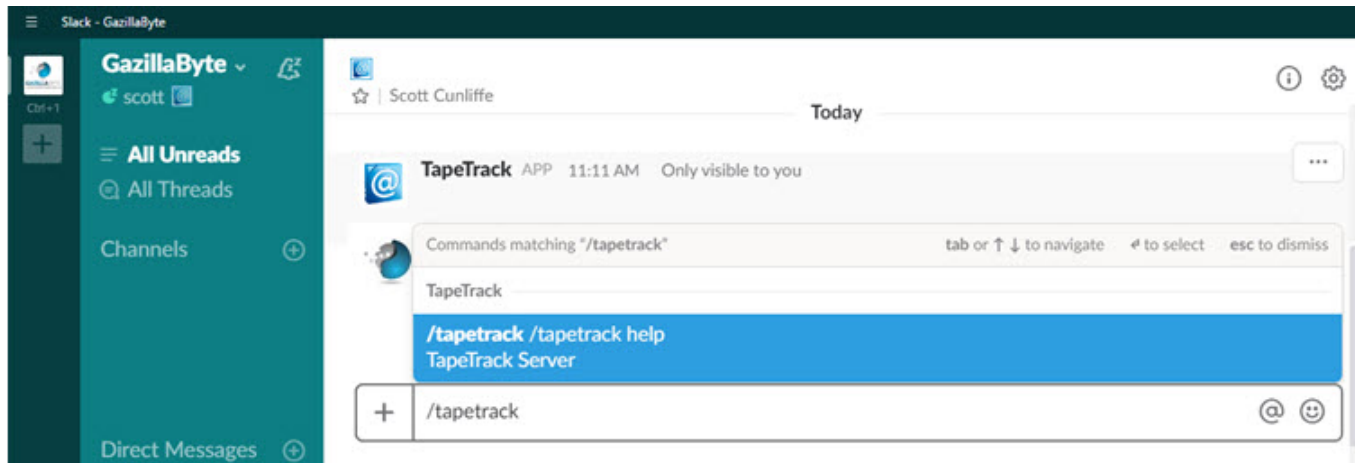 Slack - GazillaByte
Ctrl+1
GazillaByte
scott
All Unreads
All Threads
Channels
Direct Messages
Scott Cunliffe
Today
TapeTrack APP 11:11 AM Only visible to you
Commands matching "/tapetrack" tab or ↑ ↓ to navigate ↵ to select esc to dismiss
TapeTrack
/tapetrack /tapetrack help
TapeTrack Server
/tapetrack